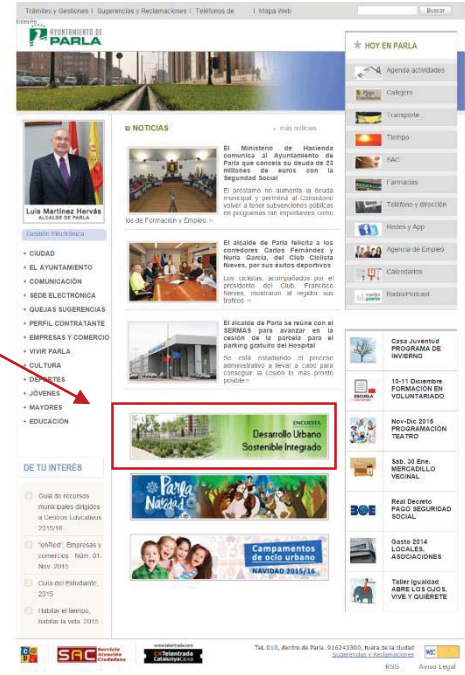 Trámites y Gestiones | Sugerencias y Reclamaciones | Teléfonos de Interés | Mapa Web
Buscar
AYUNTAMIENTO DE
PARLA
HOY EN PARLA
Agenda actividades
Callejero
Transporte
Tiempo
SAC
Farmacias
Teléfono y dirección
Redes y App
Agencia de Empleo
Calendarios
Radio/Podcast
Luis Martínez Hervás
ALCALDE DE PARLA
Gestión Electrónica
CIUDAD
EL AYUNTAMIENTO
COMUNICACIÓN
SEDE ELECTRÓNICA
QUEJAS SUGERENCIAS
PERFIL CONTRATANTE
EMPRESAS Y COMERCIO
VIVIR PARLA
CULTURA
DEPORTES
JÓVENES
MAYORES
EDUCACIÓN
DE TU INTERÉS
Guía de recursos
municipales dirigidos
a Centros Educativos
2015/16
"enRed". Empresas y
comercios. Núm. 01.
Nov. 2015
Guía del Estudiante,
2015
Habitar el tiempo,
habitar la vida. 2015
NOTICIAS
más noticias
El Ministerio de Hacienda
comunica al Ayuntamiento de
Parla que cancela su deuda de 23
millones de euros con la
Seguridad Social
El préstamo no aumenta la deuda
municipal y permitirá al Consistorio
volver a tener subvenciones públicas
en programas tan importantes como
los de Formación y Empleo.
El alcalde de Parla felicita a los
corredores Carlos Fernández y
Nuria García, del Club Ciclista
Nieves, por sus éxitos deportivos
Los ciclistas, acompañados por el
presidente del Club, Francisco
Nieves, mostraron al regidor sus
trofeos
El alcalde de Parla se reúne con el
SERMAS para avanzar en la
cesión de la parcela para el
parking gratuito del Hospital
Se está estudiando el proceso
administrativo a llevar a cabo para
conseguir la cesión lo más pronto
posible
ENCUESTA
Desarrollo Urbano
Sostenible Integrado
Parla
Navidad
Campamentos
de ocio urbano
NAVIDAD 2015/16
Casa Juventud
PROGRAMA DE
INVIERNO
10-11 Diciembre
FORMACIÓN EN
VOLUNTARIADO
ESCUELA
Nov-Dic 2015
PROGRAMACIÓN
TEATRO
Sab. 30 Ene.
MERCADILLO
VECINAL
BOE
Real Decreto
PAGO SEGURIDAD
SOCIAL
Gasto 2014
LOCALES,
ASOCIACIONES
Taller Igualdad
ABRE LOS OJOS,
VIVE Y QUIÉRETE
SAC Servicio
Atención
Ciudadana
www.telentrada.com
Telentrada
CatalunyaCaixa
Tel. 010, dentro de Parla. 916240300, fuera de la ciudad
Sugerencias y Reclamaciones
RSS
Aviso Legal